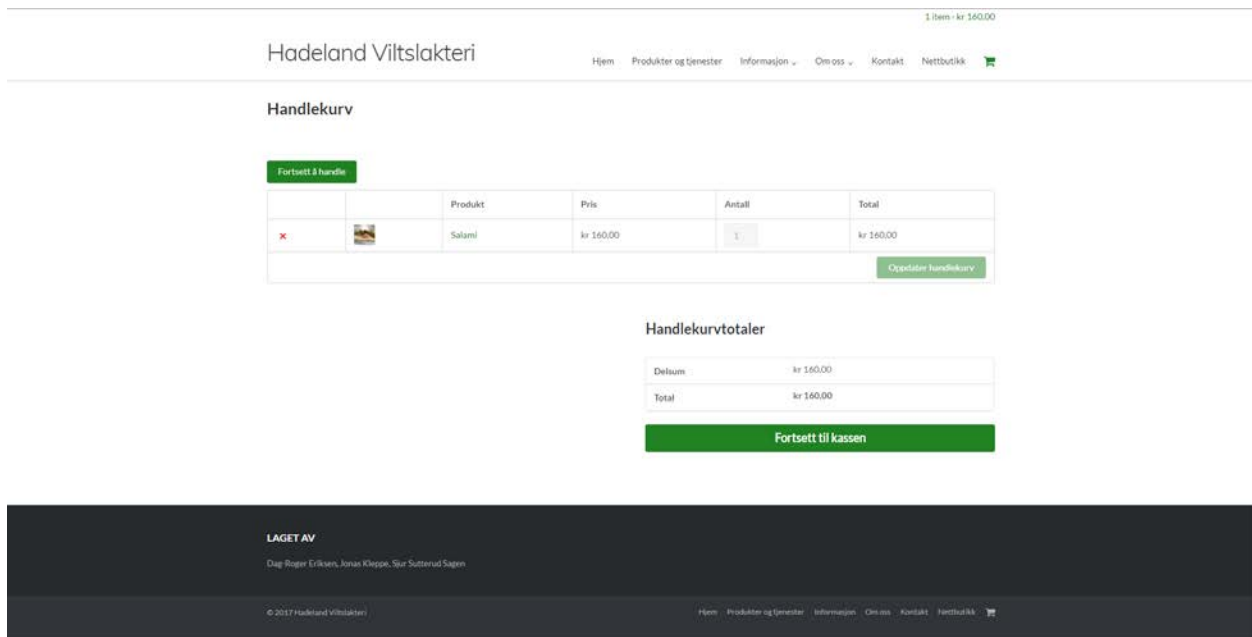 1 item - kr 160,00
Hadeland Viltslakteri
Hjem Produkter og tjenester Informasjon Om oss Kontakt Nettbutikk
Handlekurv
Fortsett å handle
Produkt Pris Antall Total
× Salami kr 160,00 1 kr 160,00
Oppdater handlekurv
Handlekurvtotaler
Delsum kr 160,00
Total kr 160,00
Fortsett til kassen
LAGET AV
Dag-Roger Eriksen, Jonas Kleppe, Sjur Sutterud Sagen
© 2017 Hadeland Viltslakteri
Hjem Produkter og tjenester Informasjon Om oss Kontakt Nettbutikk